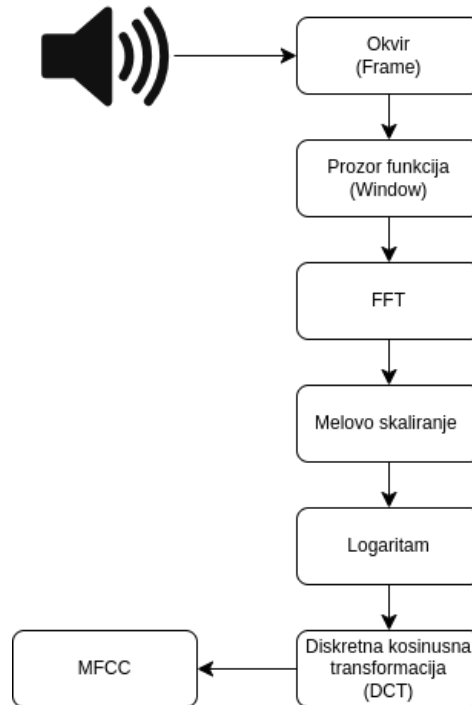 Okvir
(Frame)
Prozor funkcija
(Window)
FFT
Melovo skaliranje
Logaritam
Diskretna kosinusna
transformacija
(DCT)
MFCC